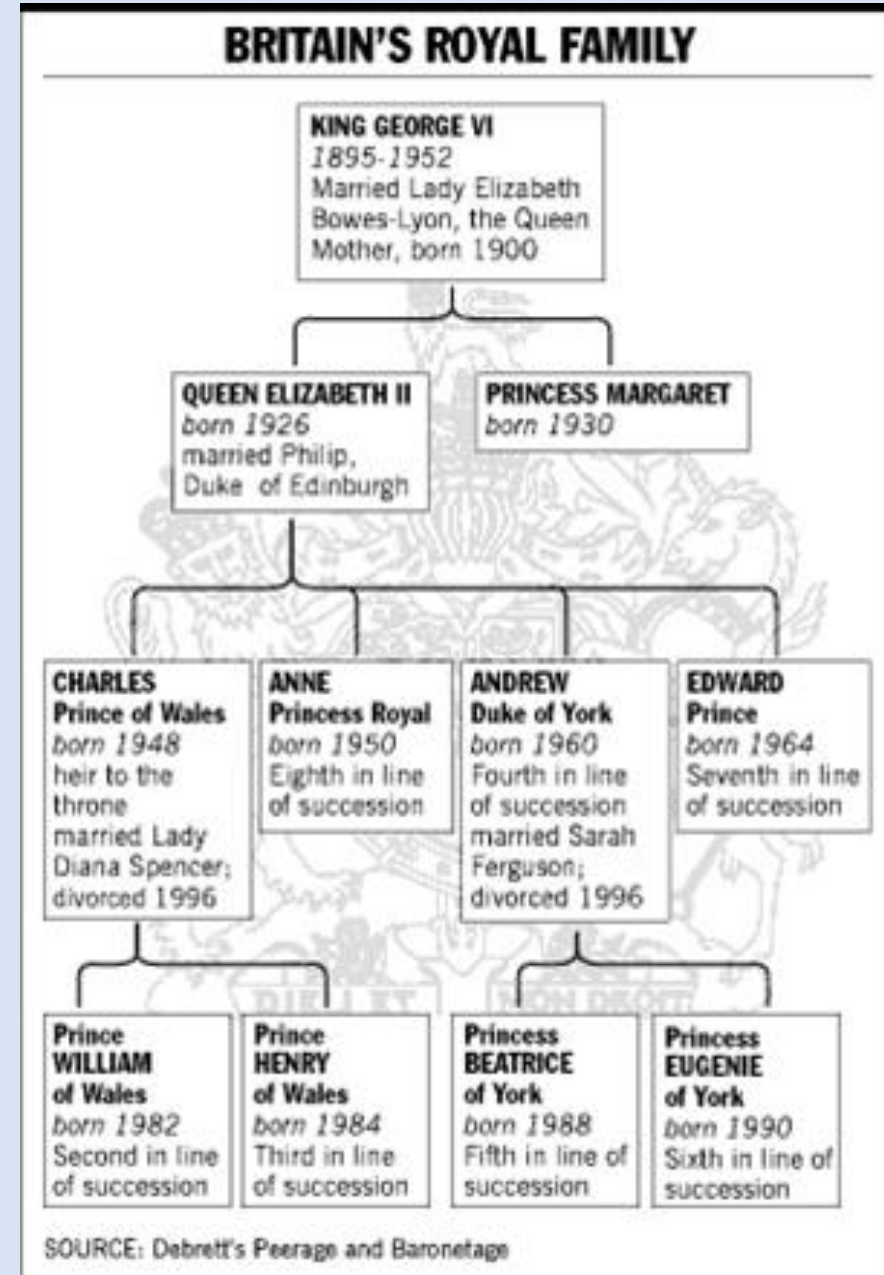 BRITAIN'S ROYAL FAMILY
KING GEORGE VI
1895-1952
Married Lady Elizabeth
Bowes-Lyon, the Queen
Mother, born 1900
QUEEN ELIZABETH II
born 1926
married Philip,
Duke of Edinburgh
PRINCESS MARGARET
born 1930
CHARLES
Prince of Wales
born 1948
heir to the
throne
married Lady
Diana Spencer;
divorced 1996
ANNE
Princess Royal
born 1950
Eighth in line
of succession
ANDREW
Duke of York
born 1960
Fourth in line
of succession
married Sarah
Ferguson;
divorced 1996
EDWARD
Prince
born 1964
Seventh in line
of succession
DIEU ET
MON DROIT
Prince
WILLIAM
of Wales
born 1982
Second in line
of succession
Prince
HENRY
of Wales
born 1984
Third in line
of succession
Princess
BEATRICE
of York
born 1988
Fifth in line of
succession
Princess
EUGENIE
of York
born 1990
Sixth in line of
succession
SOURCE: Debrett's Peerage and Baronetage